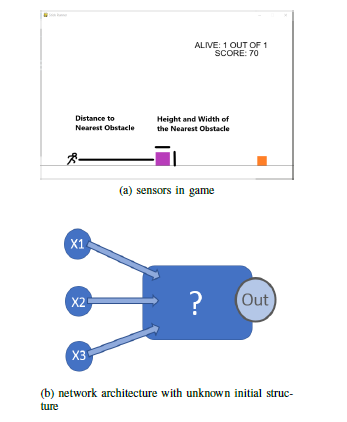 ALIVE: 1 OUT OF 1
SCORE: 70
Distance to
Nearest Obstacle
Height and Width of
the Nearest Obstacle
(a) sensors in game
X1
X2
X3
?
Out
(b) network architecture with unknown initial struc-
ture